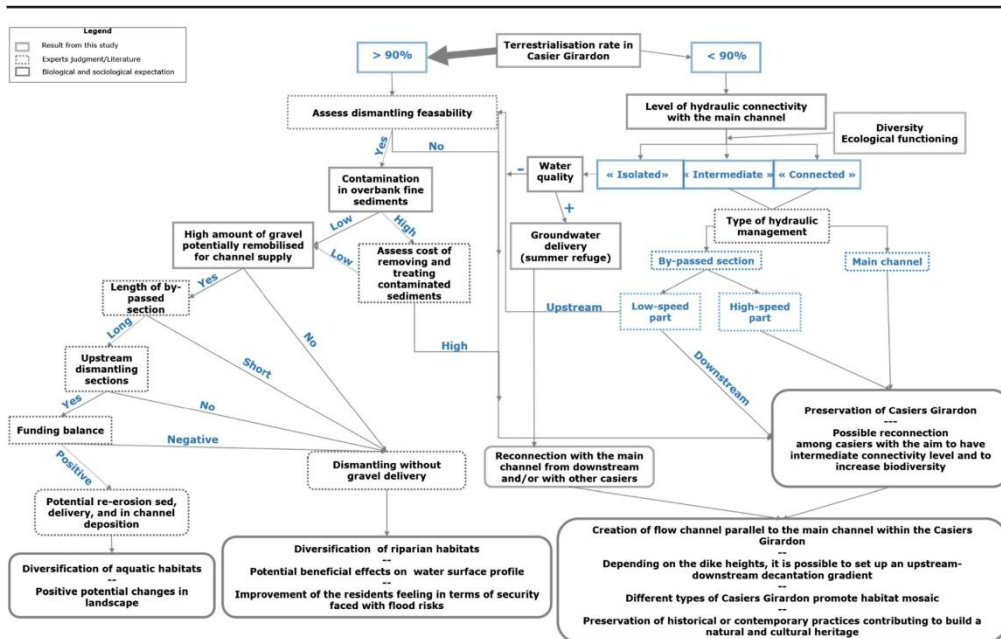 Legend
Result from this study
Experts judgment/Literature
Biological and sociological expectation
Terrestrialisation rate in
Casier Girardon
> 90%
< 90%
Assess dismantling feasability
Level of hydraulic connectivity
with the main channel
Diversity
Ecological functioning
Yes
No
Contamination
in overbank fine
sediments
-
Water
quality
+
« Isolated»
« Intermediate »
« Connected »
Low
High
Groundwater
delivery
(summer refuge)
Type of hydraulic
management
High amount of gravel
potentially remobilised
for channel supply
Low
Assess cost of
removing and
treating
contaminated
sediments
By-passed section
Main channel
Yes
No
Length of by-
passed
section
Upstream
Low-speed
part
High-speed
part
High
Long
Short
Downstream
Upstream
dismantling
sections
Yes
No
Funding balance
Negative
Positive
Dismantling without
gravel delivery
Reconnection with the main
channel from downstream
and/or with other casiers
Preservation of Casiers Girardon
---
Possible reconnection
among casiers with the aim to have
intermediate connectivity level and to
increase biodiversity
Potential re-erosion sed,
delivery, and in channel
deposition
Diversification of aquatic habitats
--
Positive potential changes in
landscape
Diversification of riparian habitats
--
Potential beneficial effects on water surface profile
--
Improvement of the residents feeling in terms of security
faced with flood risks
Creation of flow channel parallel to the main channel within the Casiers
Girardon
--
Depending on the dike heights, it is possible to set up an upstream-
downstream decantation gradient
--
Different types of Casiers Girardon promote habitat mosaic
--
Preservation of historical or contemporary practices contributing to build a
natural and cultural heritage